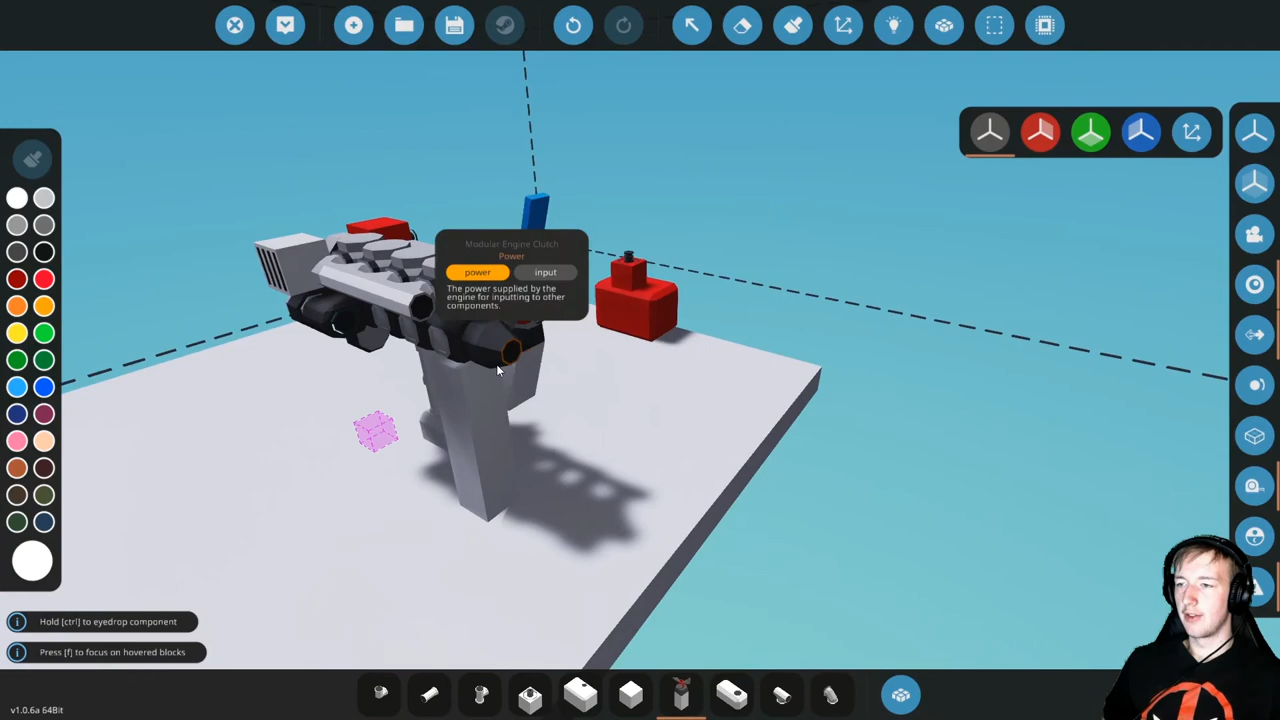 Modular Engine Clutch
Power
power input
The power supplied by the
engine for inputting to other
components.
Hold [ctrl] to eyedrop component
Press [f] to focus on hovered blocks
v1.0.6a 64Bit